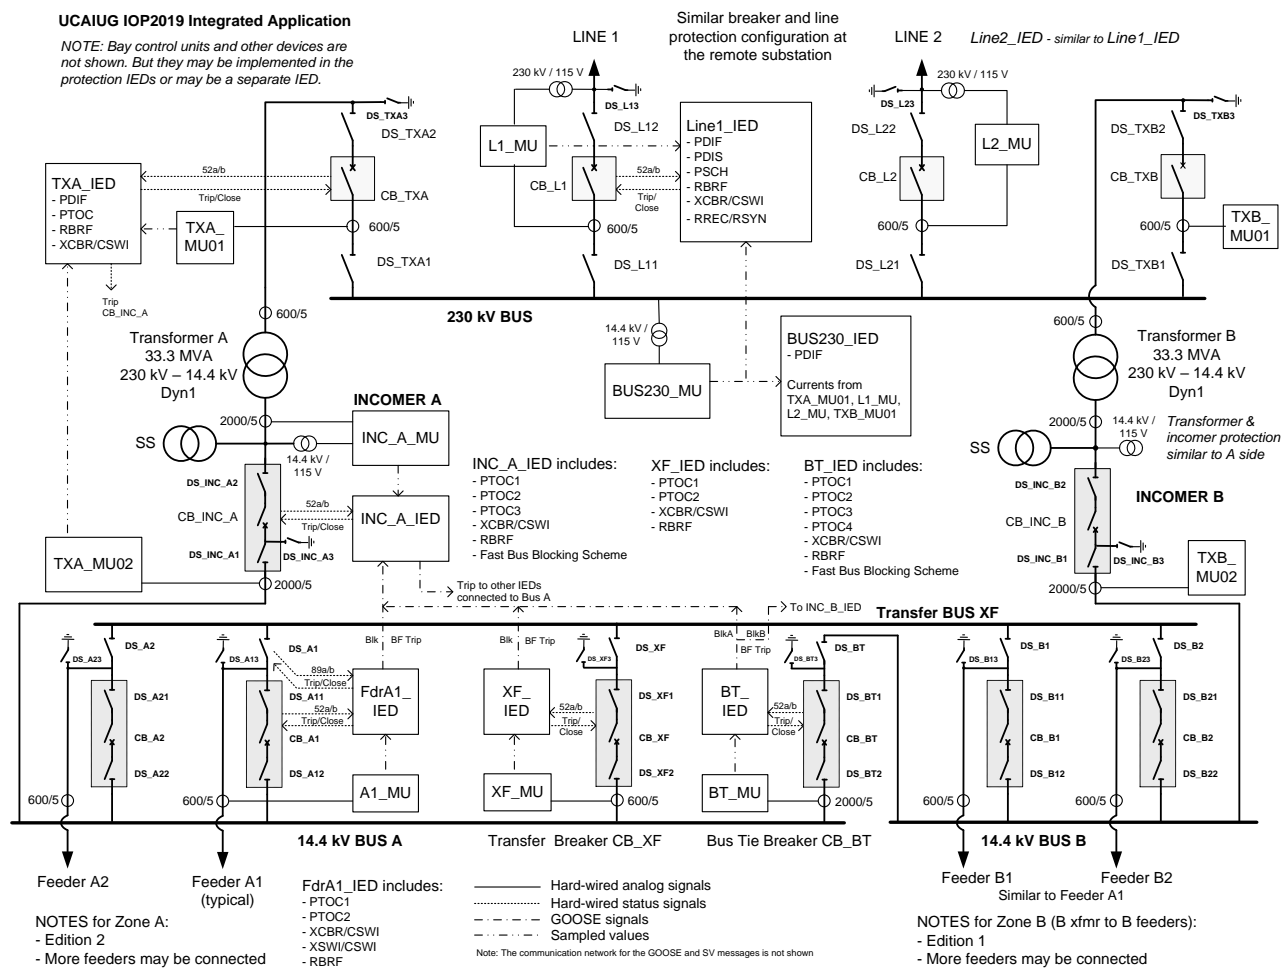 UCAIUG IOP2019 Integrated Application
NOTE: Bay control units and other devices are
not shown. But they may be implemented in the
protection IEDs or may be a separate IED.
Similar breaker and line
protection configuration at
the remote substation
LINE 1
LINE 2
Line2_IED - similar to Line1_IED
230 kV / 115 V
230 kV / 115 V
DS_TXA3
DS_TXA2
DS_L13
DS_L12
DS_L23
DS_L22
DS_TXB2
DS_TXB3
L1_MU
L2_MU
Line1_IED
- PDIF
- PDIS
- PSCH
- RBRF
- XCBR/CSWI
- RREC/RSYN
TXA_IED
- PDIF
- PTOC
- RBRF
- XCBR/CSWI
52a/b
Trip/Close
CB_TXA
CB_L1
52a/b
Trip/
Close
CB_L2
CB_TXB
TXA_
MU01
600/5
600/5
600/5
600/5
TXB_
MU01
DS_TXA1
DS_L11
DS_L21
DS_TXB1
Trip
CB_INC_A
230 kV BUS
600/5
600/5
Transformer A
33.3 MVA
230 kV – 14.4 kV
Dyn1
14.4 kV /
115 V
BUS230_MU
BUS230_IED
- PDIF
Currents from
TXA_MU01, L1_MU,
L2_MU, TXB_MU01
Transformer B
33.3 MVA
230 kV – 14.4 kV
Dyn1
INCOMER A
2000/5
SS
14.4 kV /
115 V
INC_A_MU
2000/5
SS
14.4 kV /
115 V
Transformer &
incomer protection
similar to A side
INC_A_IED includes:
- PTOC1
- PTOC2
- PTOC3
- XCBR/CSWI
- RBRF
- Fast Bus Blocking Scheme
XF_IED includes:
- PTOC1
- PTOC2
- XCBR/CSWI
- RBRF
BT_IED includes:
- PTOC1
- PTOC2
- PTOC3
- PTOC4
- XCBR/CSWI
- RBRF
- Fast Bus Blocking Scheme
DS_INC_A2
CB_INC_A
52a/b
Trip/Close
INC_A_IED
DS_INC_A1
DS_INC_A3
TXA_MU02
2000/5
DS_INC_B2
INCOMER B
CB_INC_B
DS_INC_B1
DS_INC_B3
TXB_
MU02
2000/5
Trip to other IEDs
connected to Bus A
To INC_B_IED
Transfer BUS XF
DS_A23
DS_A2
DS_A13
DS_A1
Blk
BF Trip
Blk
BF Trip
DS_XF3
DS_XF
BlkA
BlkB
BF Trip
DS_BT3
DS_BT
DS_B13
DS_B1
DS_B23
DS_B2
89a/b
Trip/Close
DS_A21
CB_A2
DS_A22
DS_A11
52a/b
Trip/Close
CB_A1
DS_A12
FdrA1_
IED
XF_
IED
52a/b
Trip/
Close
DS_XF1
CB_XF
DS_XF2
BT_
IED
52a/b
Trip/
Close
DS_BT1
CB_BT
DS_BT2
DS_B11
CB_B1
DS_B12
DS_B21
CB_B2
DS_B22
600/5
600/5
A1_MU
XF_MU
600/5
BT_MU
2000/5
600/5
600/5
14.4 kV BUS A
Transfer Breaker CB_XF
Bus Tie Breaker CB_BT
14.4 kV BUS B
Feeder A2
Feeder A1
(typical)
Feeder B1
Feeder B2
Similar to Feeder A1
NOTES for Zone A:
- Edition 2
- More feeders may be connected
FdrA1_IED includes:
- PTOC1
- PTOC2
- XCBR/CSWI
- XSWI/CSWI
- RBRF
Hard-wired analog signals
Hard-wired status signals
GOOSE signals
Sampled values
Note: The communication network for the GOOSE and SV messages is not shown
NOTES for Zone B (B xfmr to B feeders):
- Edition 1
- More feeders may be connected